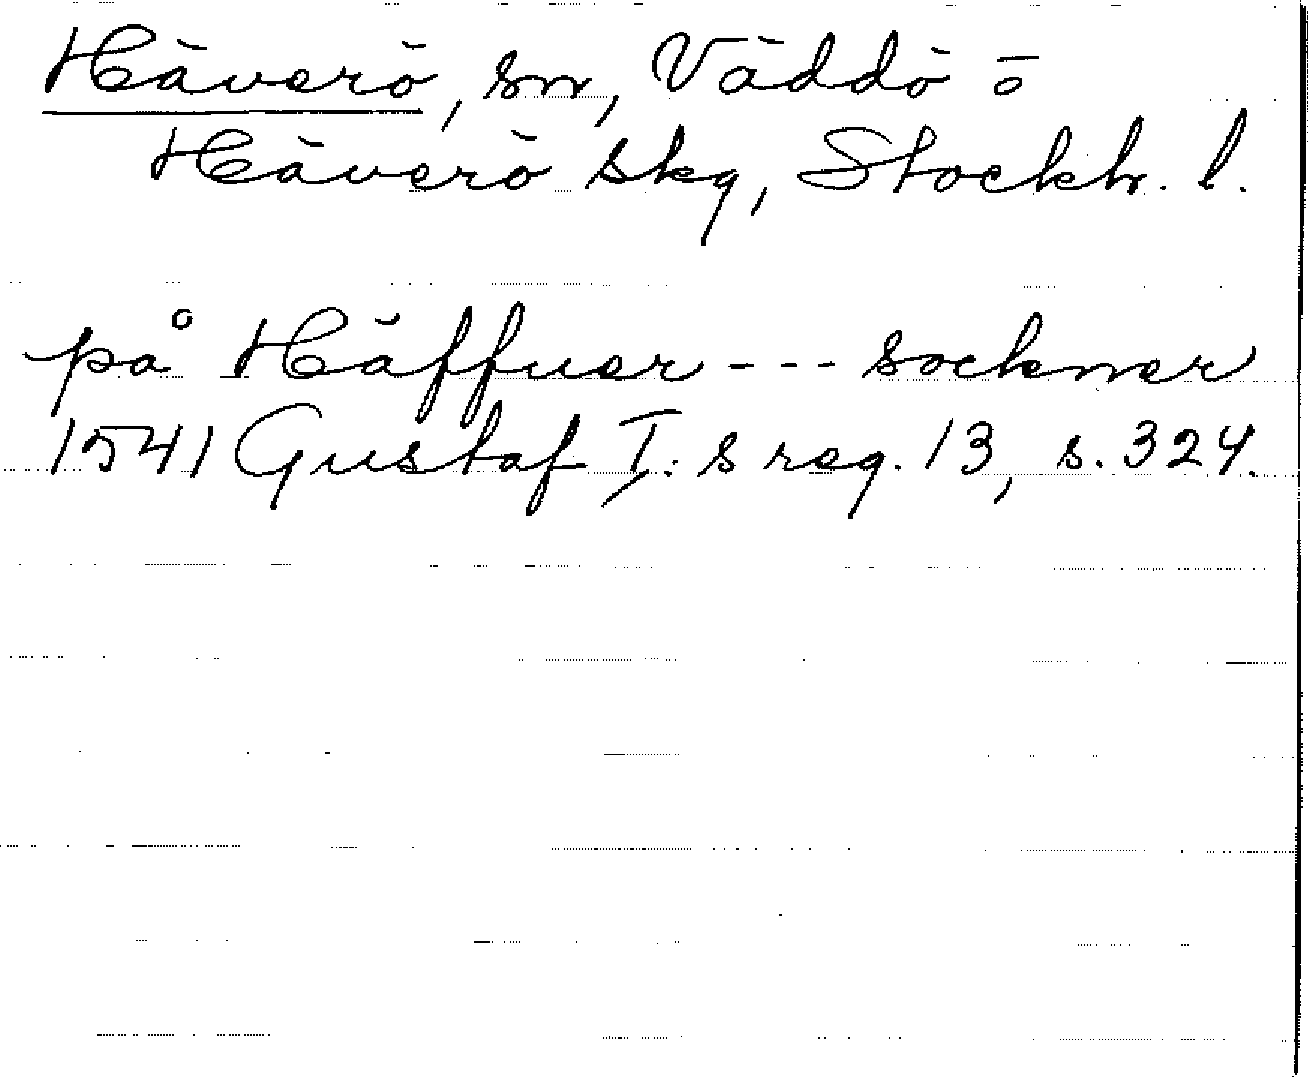 Häverö, sn, Väddö o
Häverö skg, Stockh. l.
på Häffuer --- sockner
1541 Gustaf I:s reg. 13, s. 324.